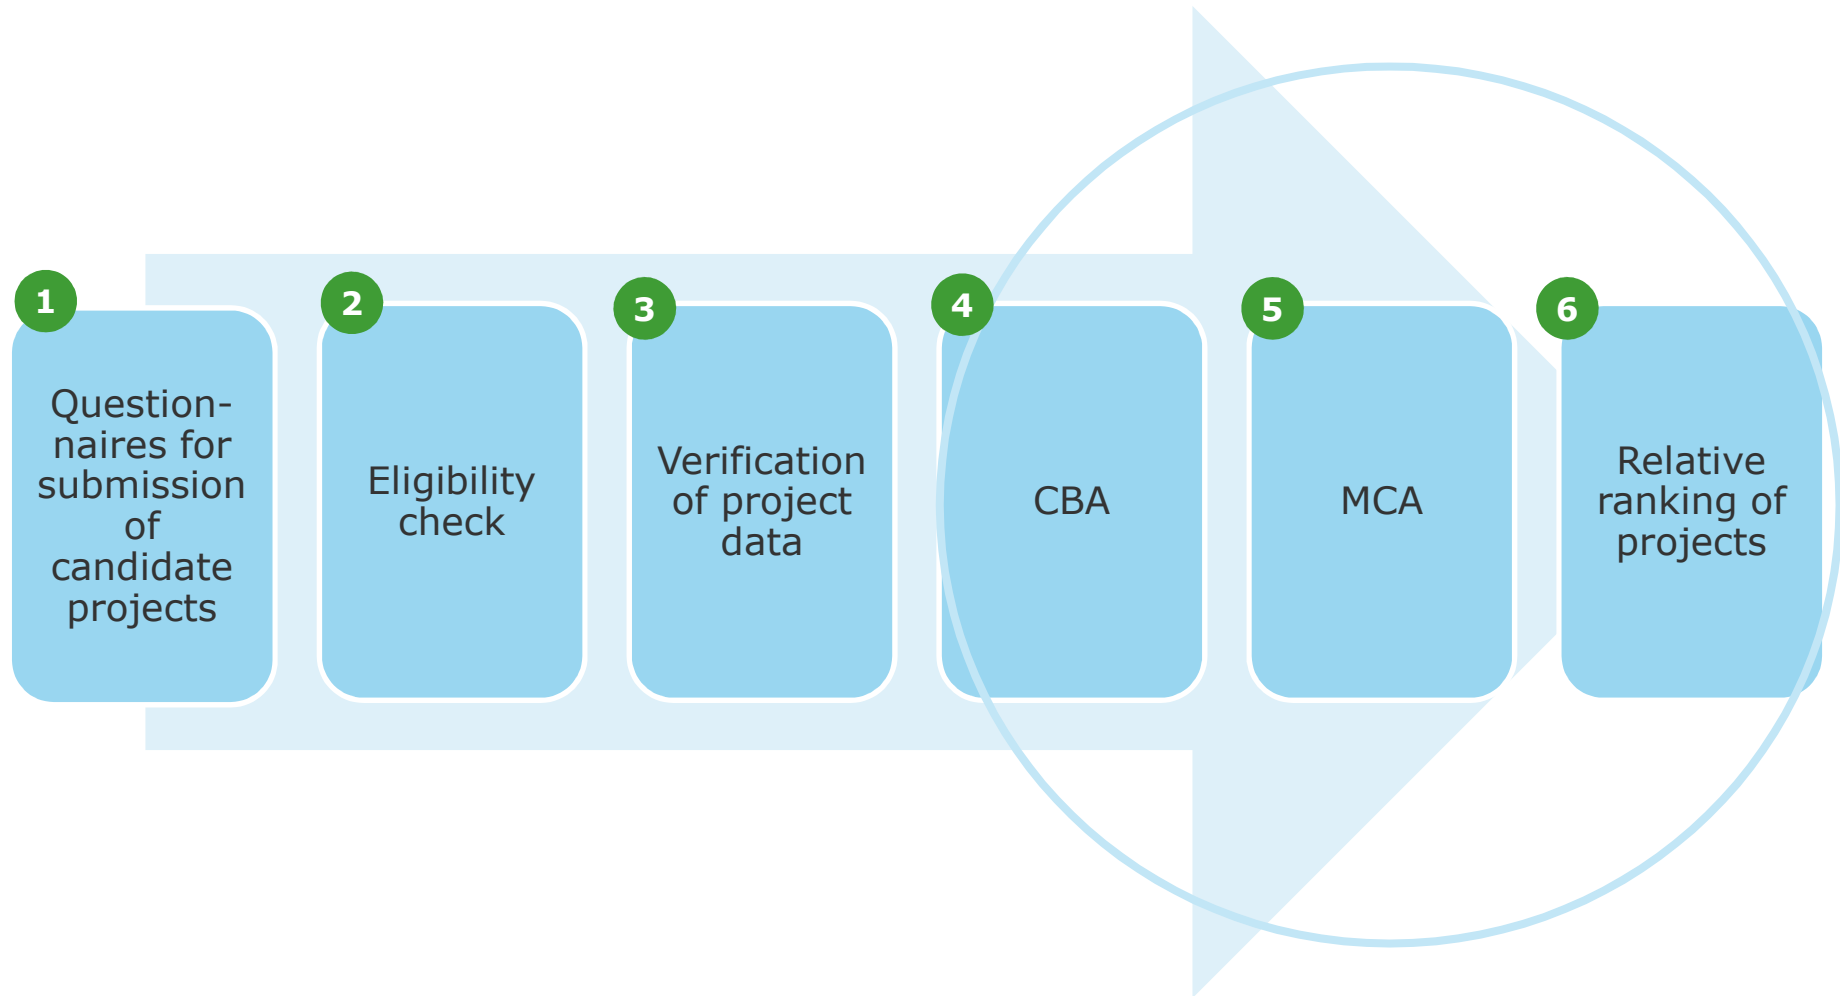 1
Question-
naires for
submission
of
candidate
projects
2
Eligibility
check
3
Verification
of project
data
4
CBA
5
MCA
6
Relative
ranking of
projects